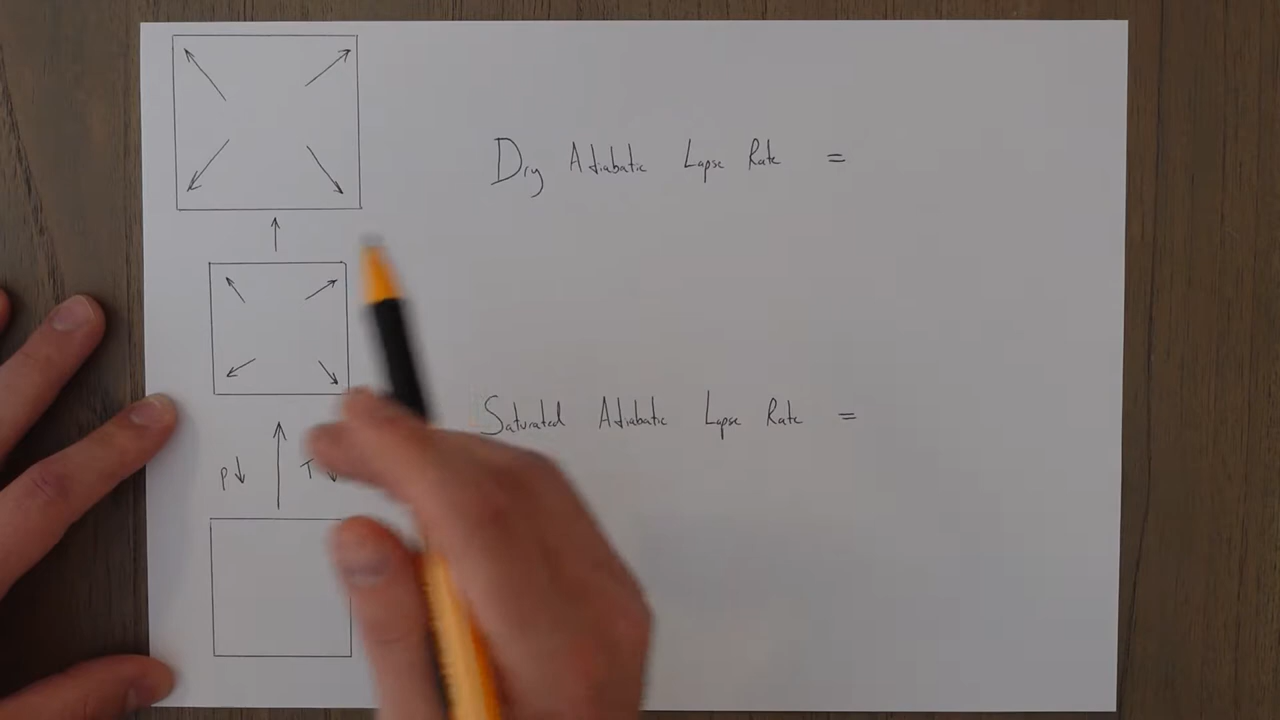 Dry Adiabatic Lapse Rate =
Saturated Adiabatic Lapse Rate =
P↓ T↓